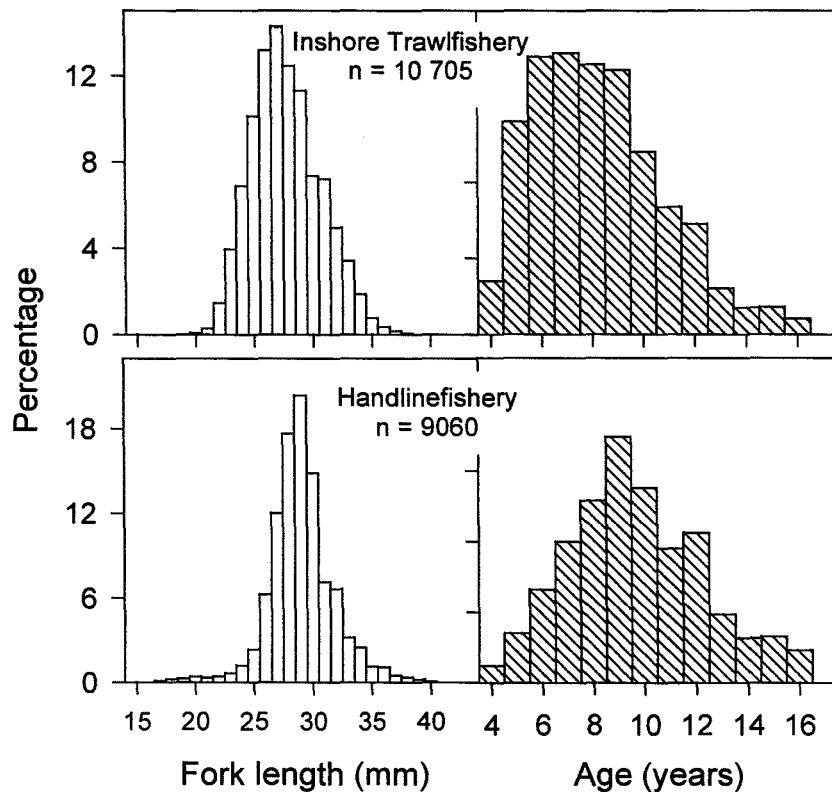 Inshore Trawlfishery
n = 10 705
12
8
4
0
Percentage
Handlinefishery
n = 9060
18
12
6
0
15 20 25 30 35 40
4 6 8 10 12 14 16
Fork length (mm)
Age (years)